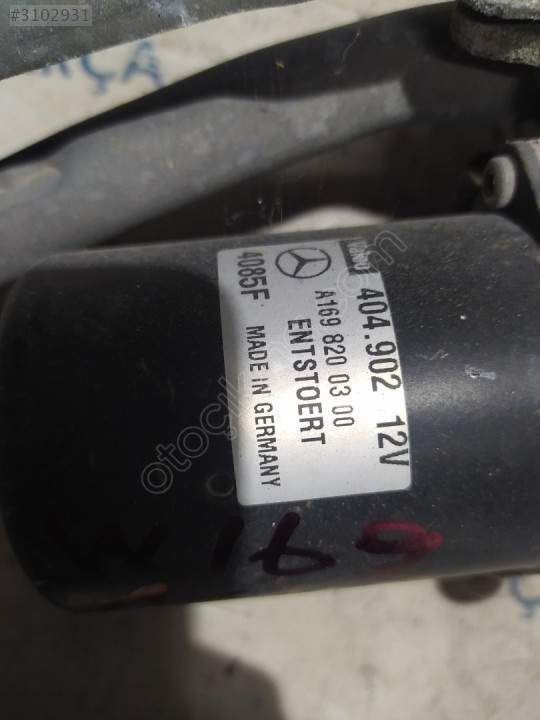 #3102931
404.902 12V
A169 820 03 00
ENTSTOERT
4085F MADE IN GERMANY
W169